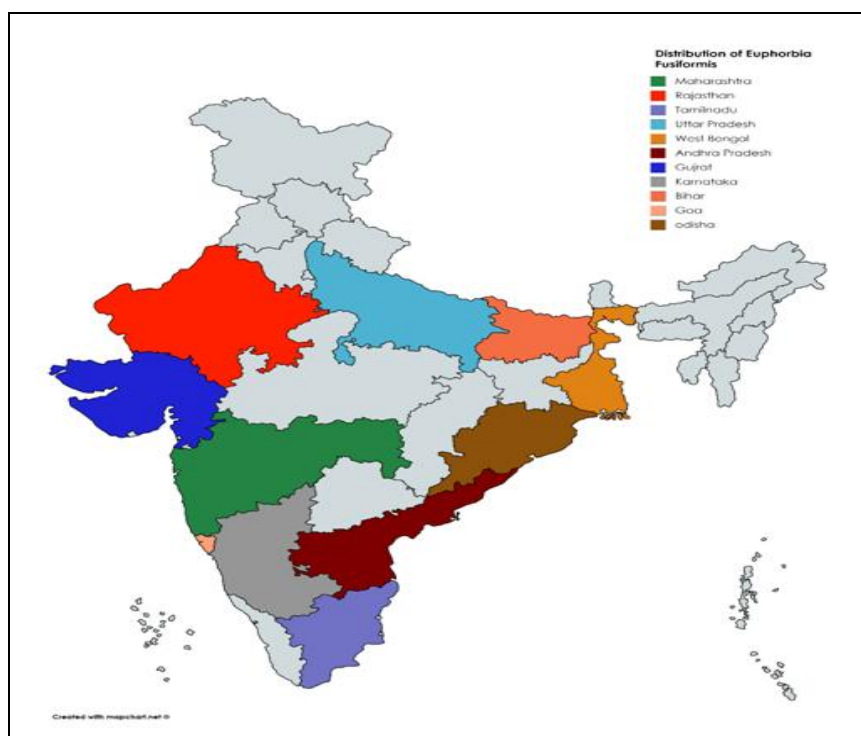 Distribution of Euphorbia
Fusiformis
Maharashtra
Rajasthan
Tamilnadu
Uttar Pradesh
West Bengal
Andhra Pradesh
Gujrat
Karnataka
Bihar
Goa
odisha
Created with mapchart.net ©